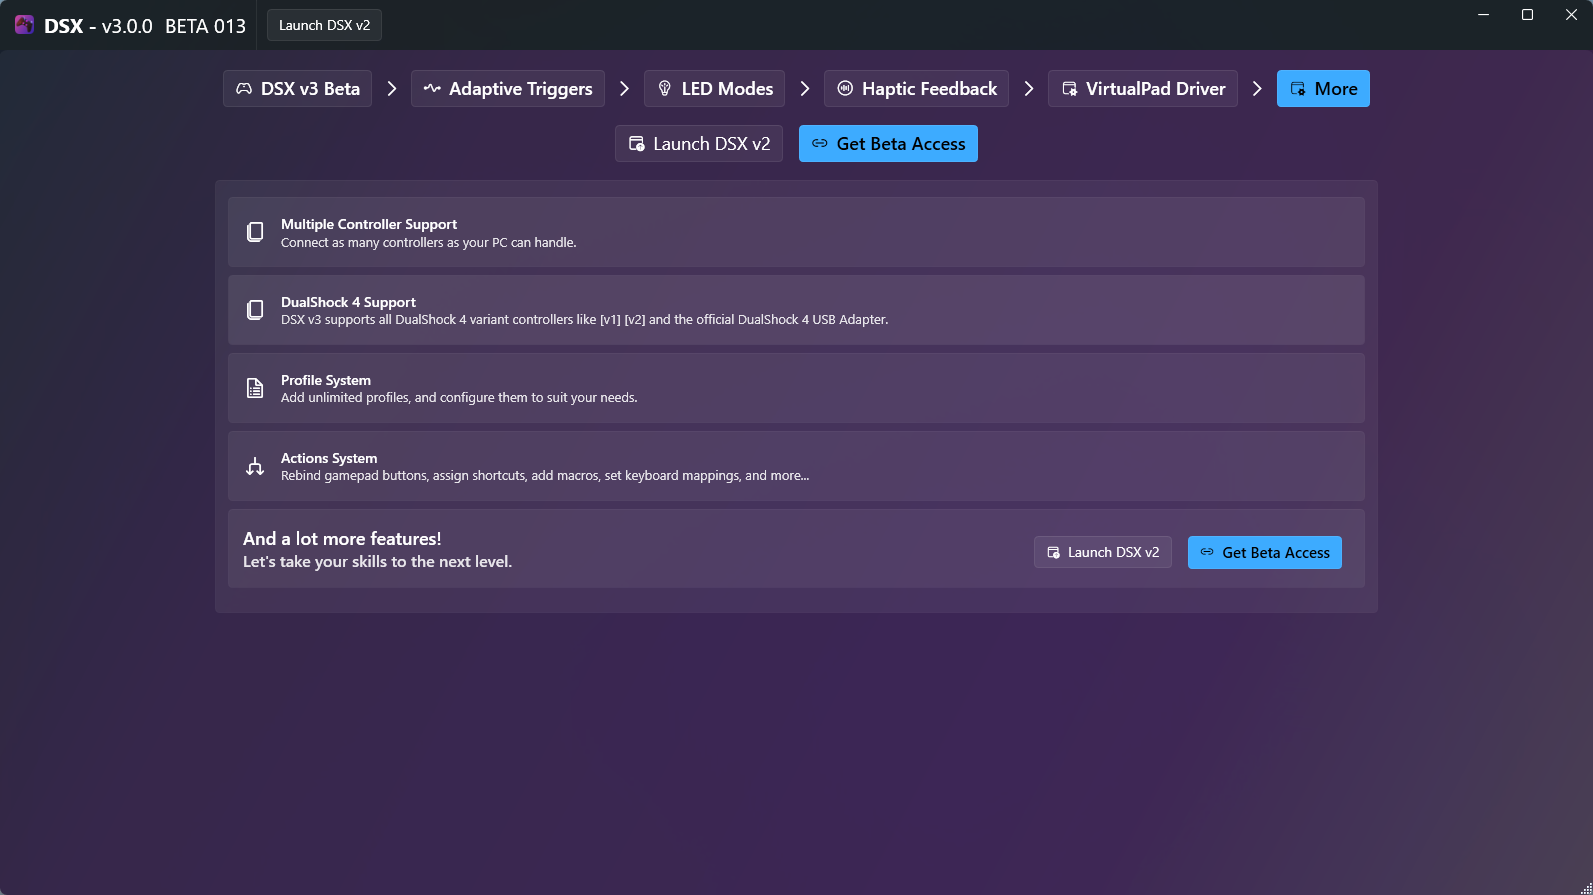 DSX - v3.0.0 BETA 013
Launch DSX v2
DSX v3 Beta
Adaptive Triggers
LED Modes
Haptic Feedback
VirtualPad Driver
More
Launch DSX v2
Get Beta Access
Multiple Controller Support
Connect as many controllers as your PC can handle.
DualShock 4 Support
DSX v3 supports all DualShock 4 variant controllers like [v1] [v2] and the official DualShock 4 USB Adapter.
Profile System
Add unlimited profiles, and configure them to suit your needs.
Actions System
Rebind gamepad buttons, assign shortcuts, add macros, set keyboard mappings, and more...
And a lot more features!
Let's take your skills to the next level.
Launch DSX v2
Get Beta Access